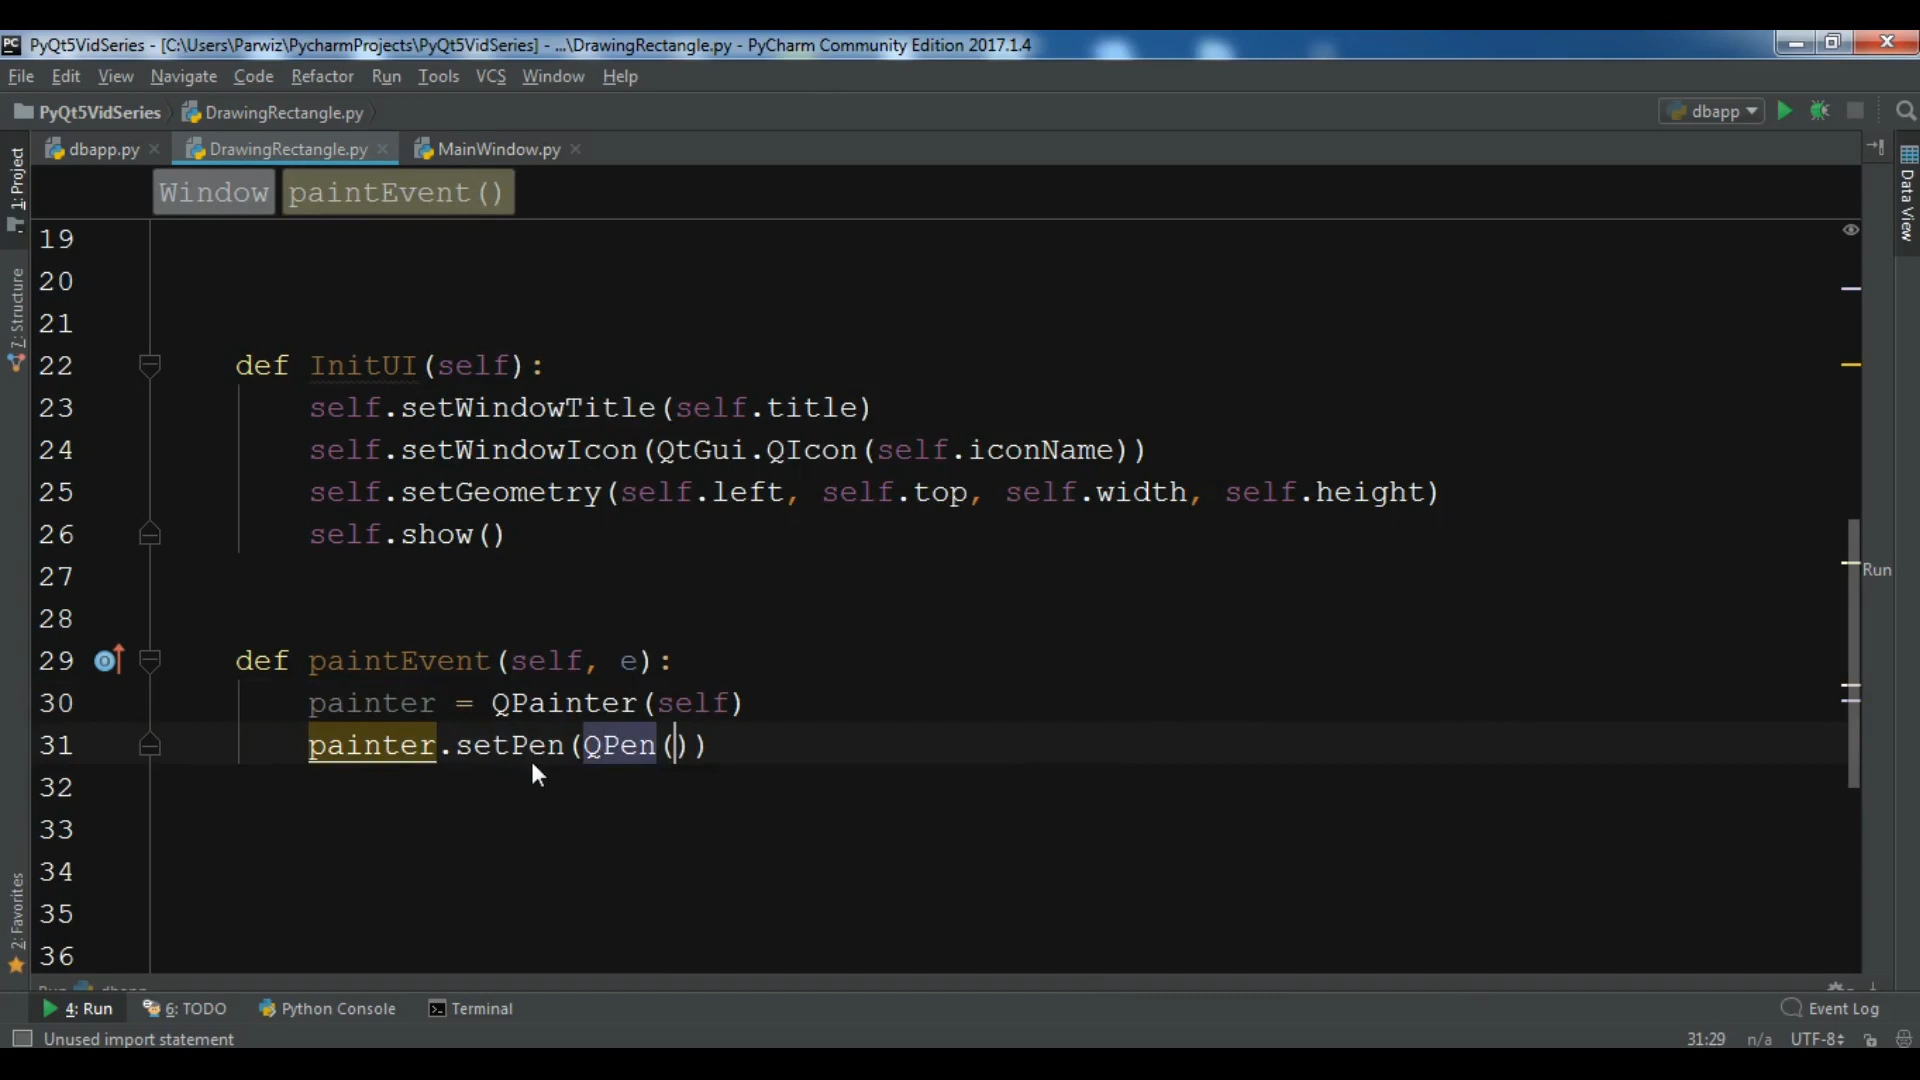 PyQt5VidSeries - [C:\Users\Parwiz\PycharmProjects\PyQt5VidSeries] - ...\DrawingRectangle.py - PyCharm Community Edition 2017.1.4
File Edit View Navigate Code Refactor Run Tools VCS Window Help
PyQt5VidSeries DrawingRectangle.py dbapp
dbapp.py DrawingRectangle.py MainWindow.py
Window paintEvent()
1: Project
7: Structure
2: Favorites
Data View
Run
19
20
21
22 def InitUI(self):
23 self.setWindowTitle(self.title)
24 self.setWindowIcon(QtGui.QIcon(self.iconName))
25 self.setGeometry(self.left, self.top, self.width, self.height)
26 self.show()
27
28
29 def paintEvent(self, e):
30 painter = QPainter(self)
31 painter.setPen(QPen())
32
33
34
35
36
4: Run 6: TODO Python Console Terminal Event Log
Unused import statement 31:29 n/a UTF-8